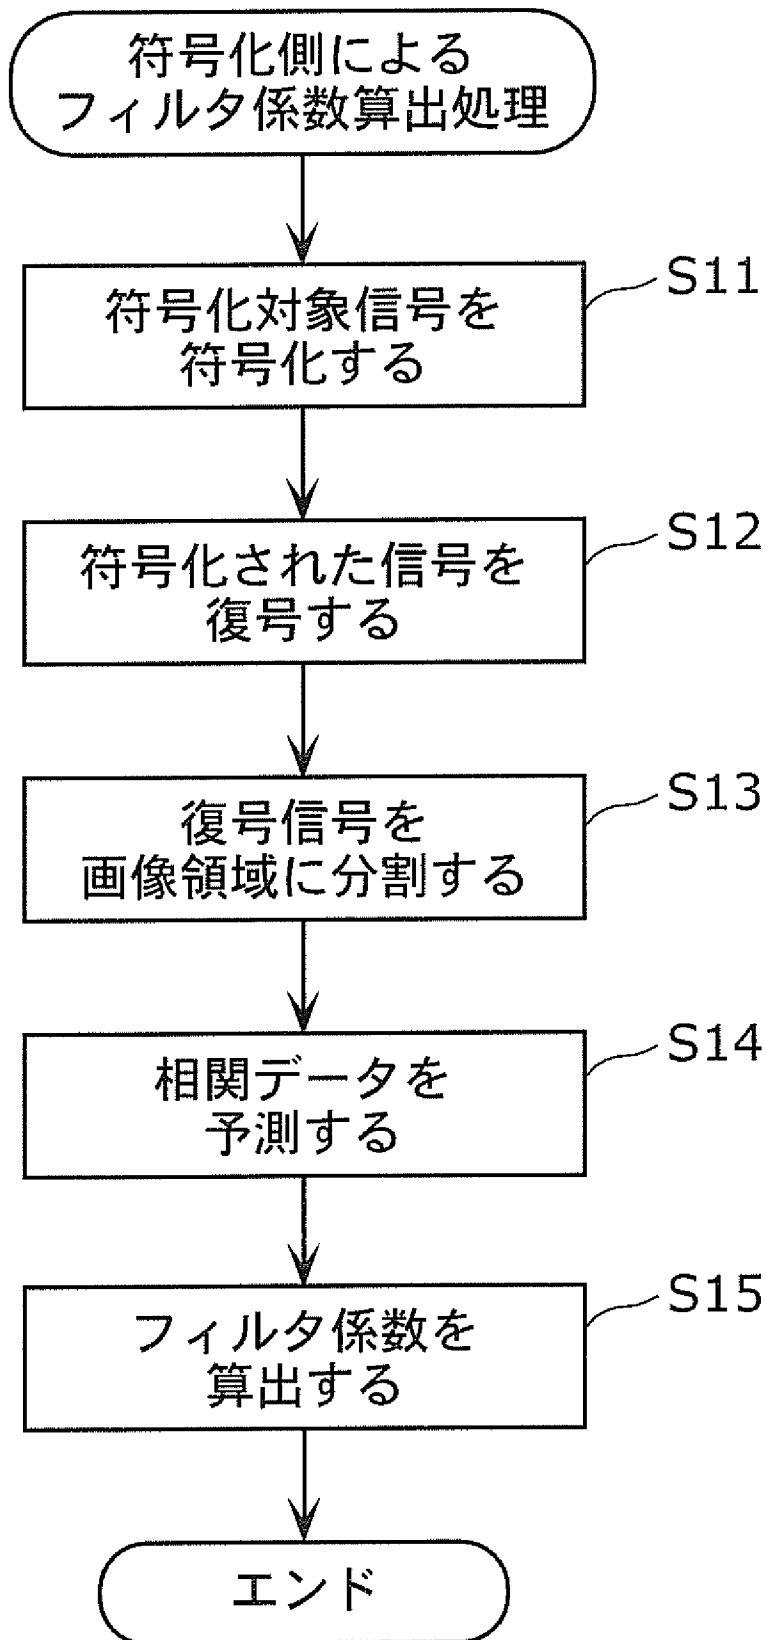 符号化側による
フィルタ係数算出処理
符号化対象信号を
符号化する
S11
符号化された信号を
復号する
S12
復号信号を
画像領域に分割する
S13
相関データを
予測する
S14
フィルタ係数を
算出する
S15
エンド